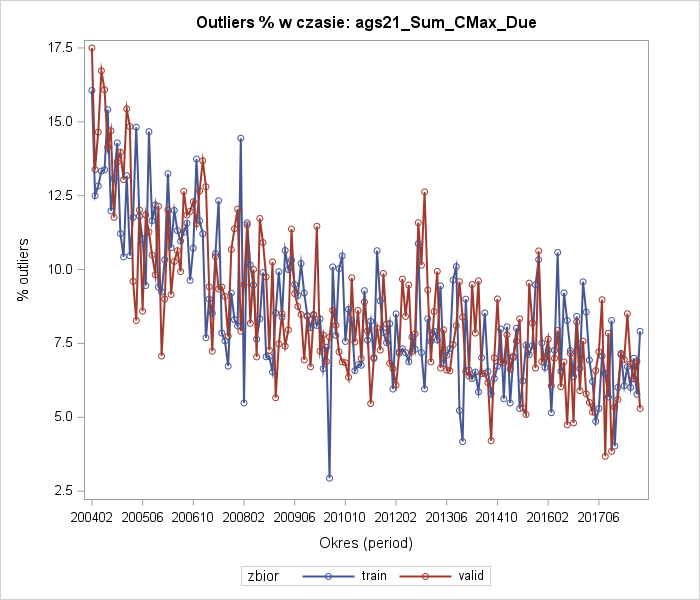 Outliers % w czasie: ags21_Sum_CMax_Due
17.5
15.0
12.5
10.0
7.5
5.0
2.5
% outliers
200402 200506 200610 200802 200906 201010 201202 201306 201410 201602 201706
Okres (period)
zbior train valid